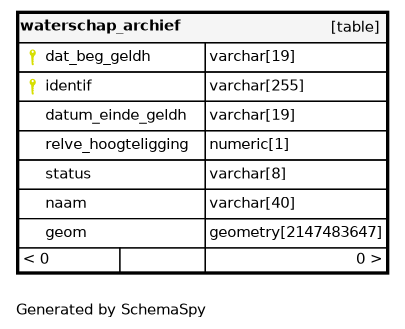 waterschap_archief [table]
dat_beg_geldh varchar[19]
identif varchar[255]
datum_einde_geldh varchar[19]
relve_hoogteligging numeric[1]
status varchar[8]
naam varchar[40]
geom geometry[2147483647]
< 0 0 >
Generated by SchemaSpy